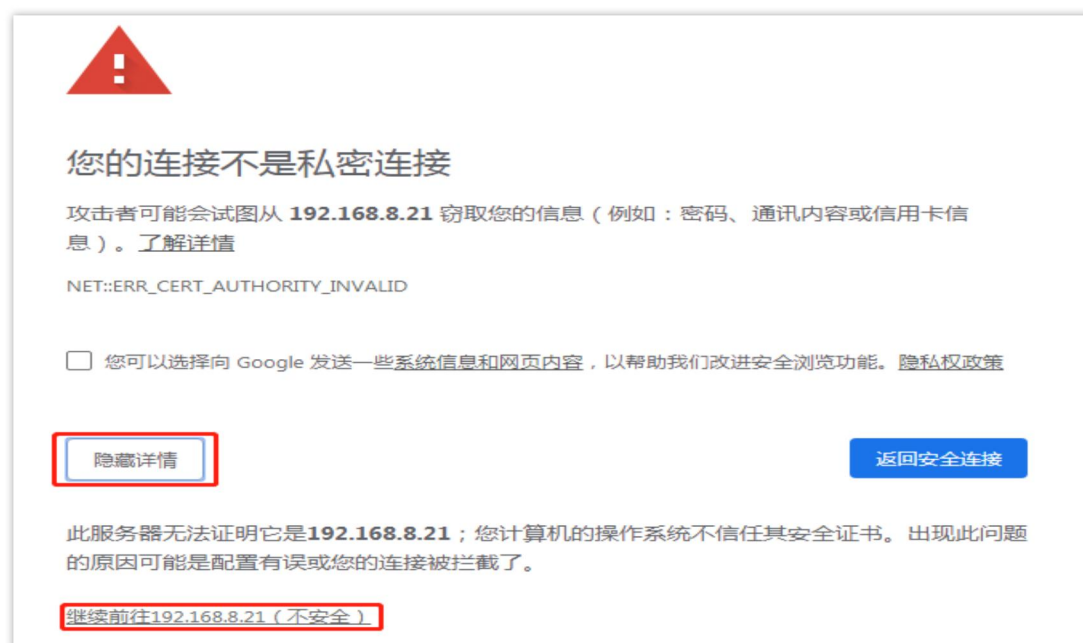 您的连接不是私密连接
攻击者可能会试图从 192.168.8.21 窃取您的信息（例如：密码、通讯内容或信用卡信
息）。了解详情
NET::ERR_CERT_AUTHORITY_INVALID
您可以选择向 Google 发送一些系统信息和网页内容，以帮助我们改进安全浏览功能。隐私权政策
隐藏详情
返回安全连接
此服务器无法证明它是192.168.8.21；您计算机的操作系统不信任其安全证书。出现此问题
的原因可能是配置有误或您的连接被拦截了。
继续前往192.168.8.21（不安全）